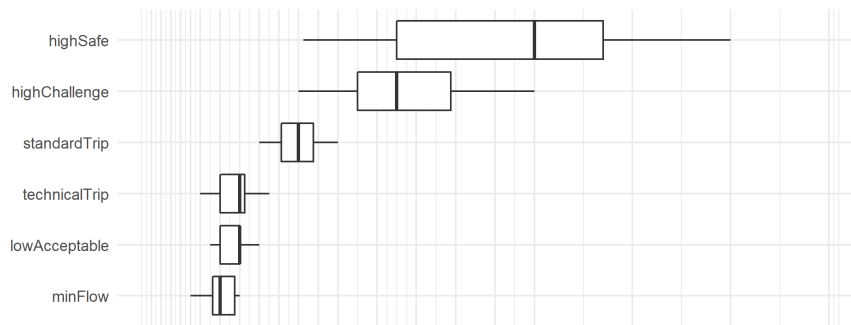 highSafe
highChallenge
standardTrip
technicalTrip
lowAcceptable
minFlow